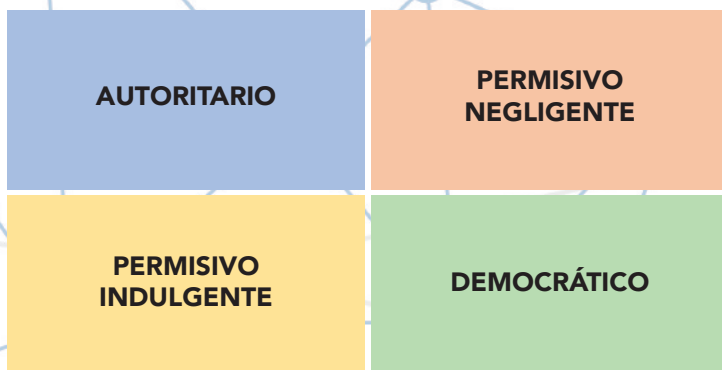 AUTORITARIO
PERMISIVO
NEGLIGENTE
PERMISIVO
INDULGENTE
DEMOCRÁTICO